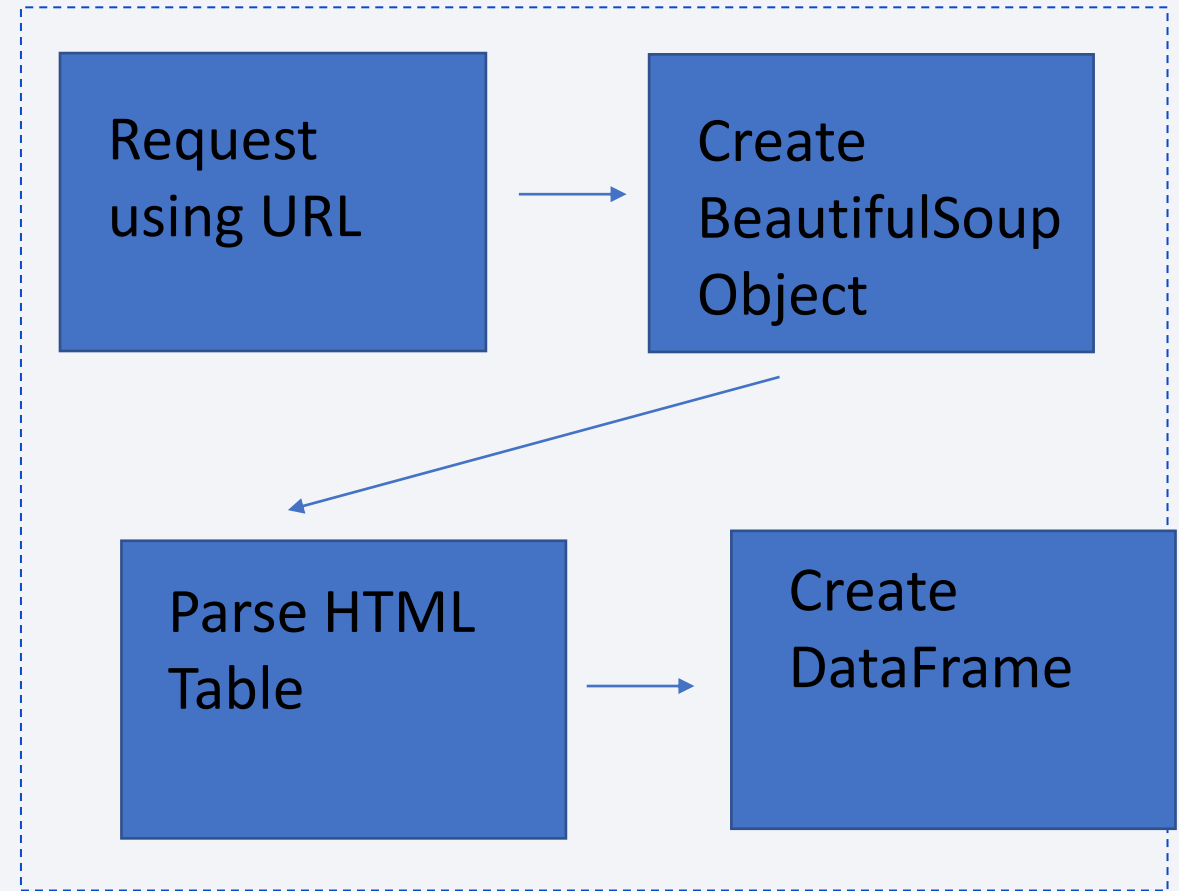 Request
using URL
Create
BeautifulSoup
Object
Parse HTML
Table
Create
DataFrame